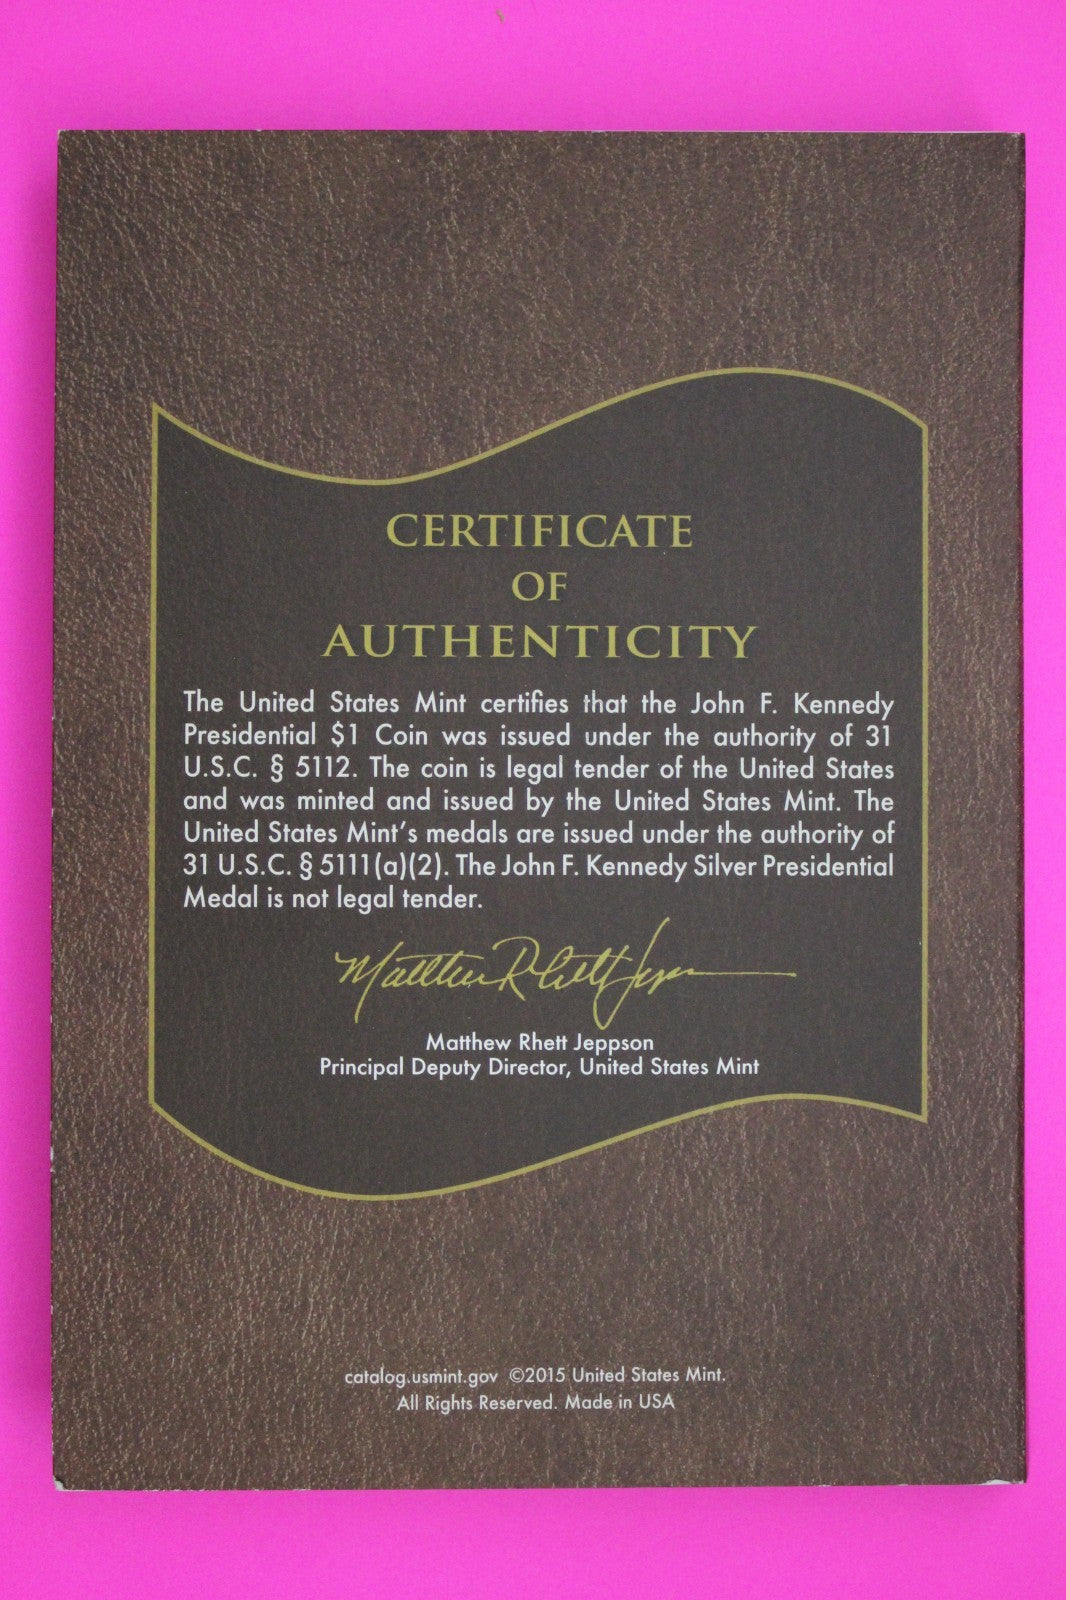 CERTIFICATE
OF
AUTHENTICITY
The United States Mint certifies that the John F. Kennedy
Presidential $1 Coin was issued under the authority of 31
U.S.C. § 5112. The coin is legal tender of the United States
and was minted and issued by the United States Mint. The
United States Mint's medals are issued under the authority of
31 U.S.C. § 5111(a)(2). The John F. Kennedy Silver Presidential
Medal is not legal tender.
Matthew Rhett Jeppson
Matthew Rhett Jeppson
Principal Deputy Director, United States Mint
catalog.usmint.gov ©2015 United States Mint.
All Rights Reserved. Made in USA